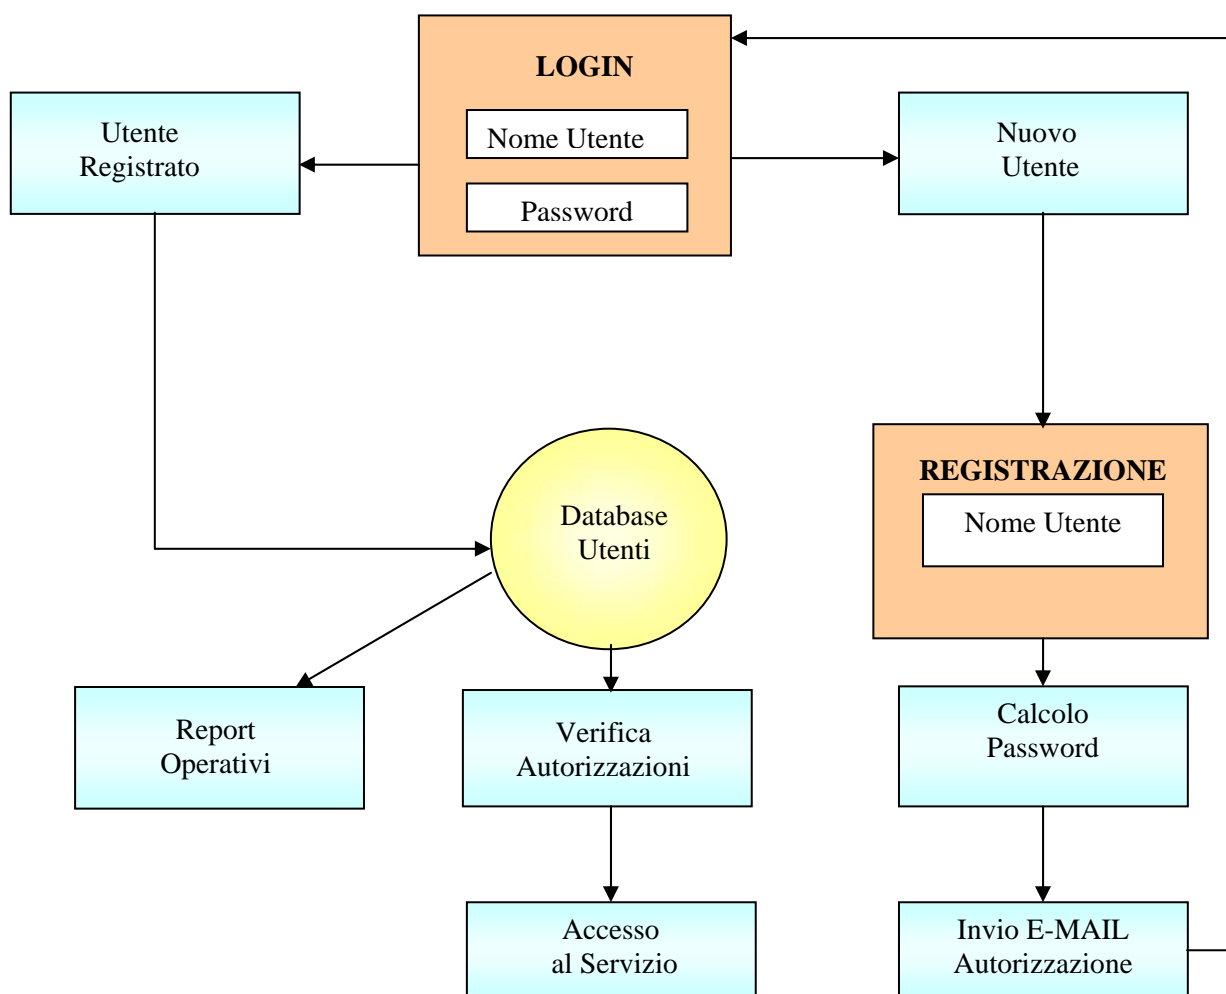 LOGIN
Nome Utente
Password
Utente
Registrato
Nuovo
Utente
Database
Utenti
REGISTRAZIONE
Nome Utente
Report
Operativi
Verifica
Autorizzazioni
Calcolo
Password
Accesso
al Servizio
Invio E-MAIL
Autorizzazione